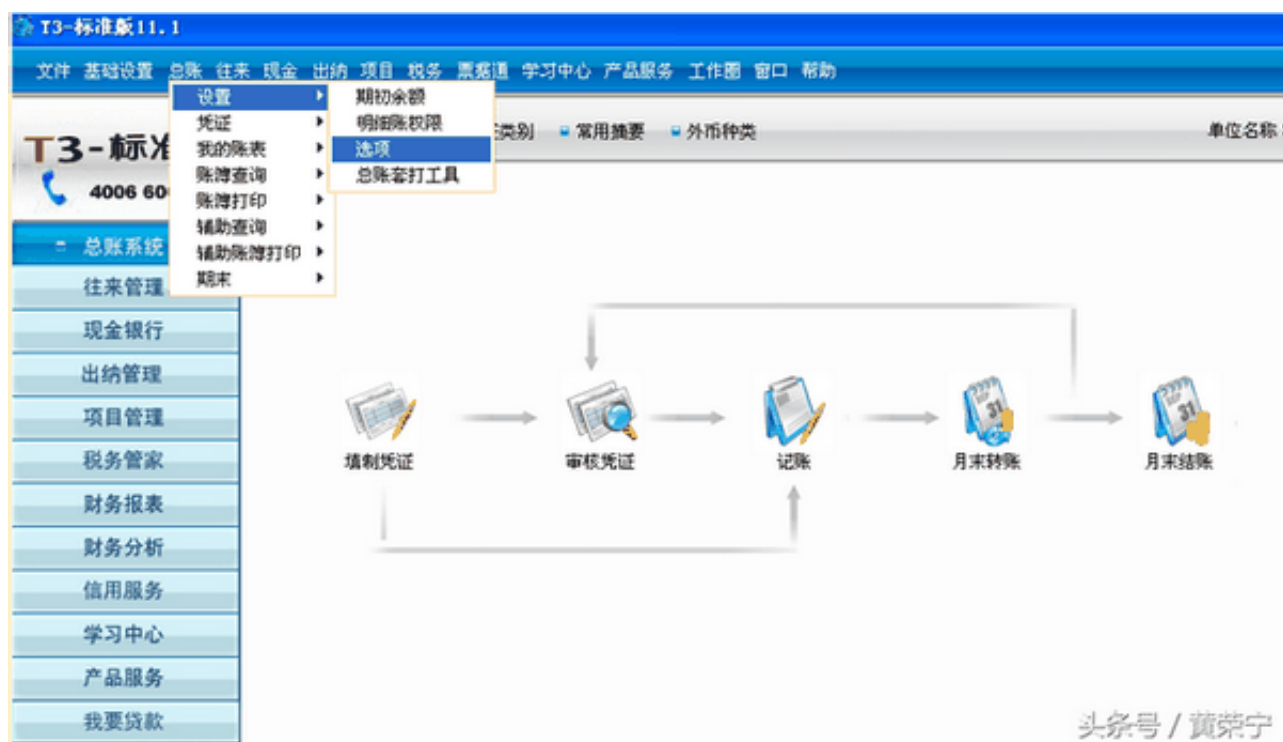 T3-标准版11.1
文件 基础设置 总账 往来 现金 出纳 项目 税务 票据通 学习中心 产品服务 工作圈 窗口 帮助
设置
凭证
我的账表
账簿查询
账簿打印
辅助查询
辅助账簿打印
期末
期初余额
明细账权限
选项
总账套打工具
类别 常用摘要 外币种类
单位名称
T3-标准
4006 60
总账系统
往来管理
现金银行
出纳管理
项目管理
税务管家
财务报表
财务分析
信用服务
学习中心
产品服务
我要贷款
填制凭证 审核凭证 记账 月末转账 月末结账
头条号 / 黄荣宁